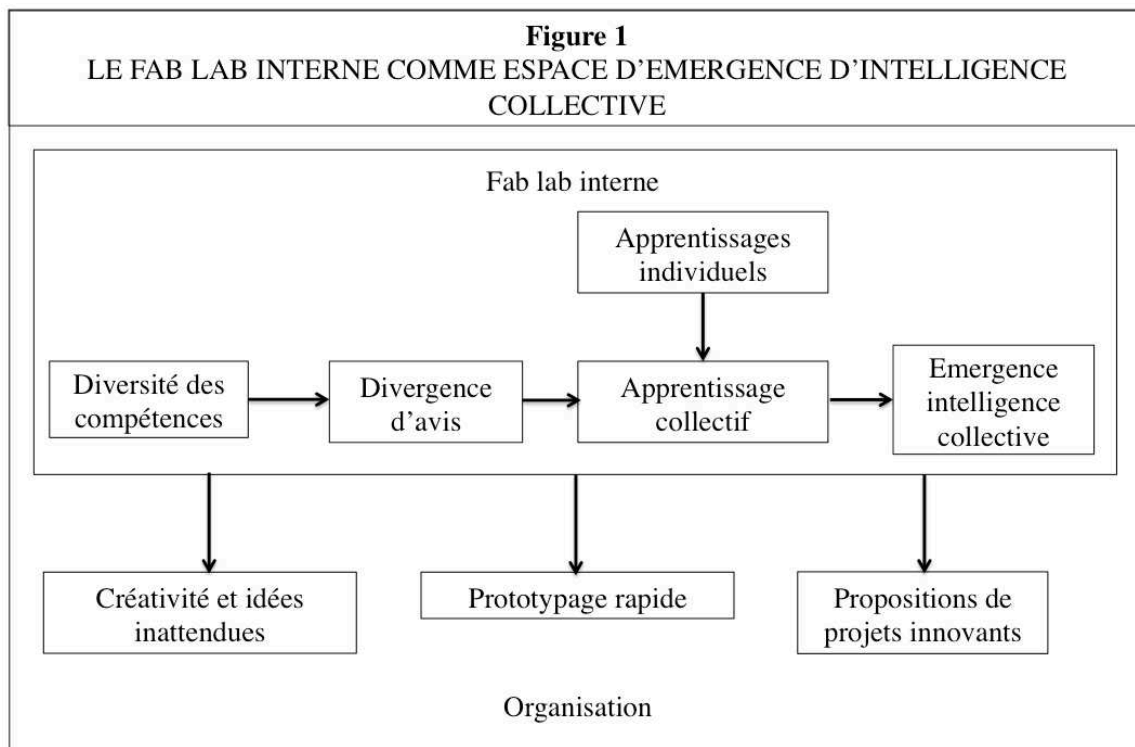 Figure 1
LE FAB LAB INTERNE COMME ESPACE D'EMERGENCE D'INTELLIGENCE
COLLECTIVE
Fab lab interne
Apprentissages
individuels
Diversité des
compétences
Divergence
d'avis
Apprentissage
collectif
Emergence
intelligence
collective
Créativité et idées
inattendues
Prototypage rapide
Propositions de
projets innovants
Organisation